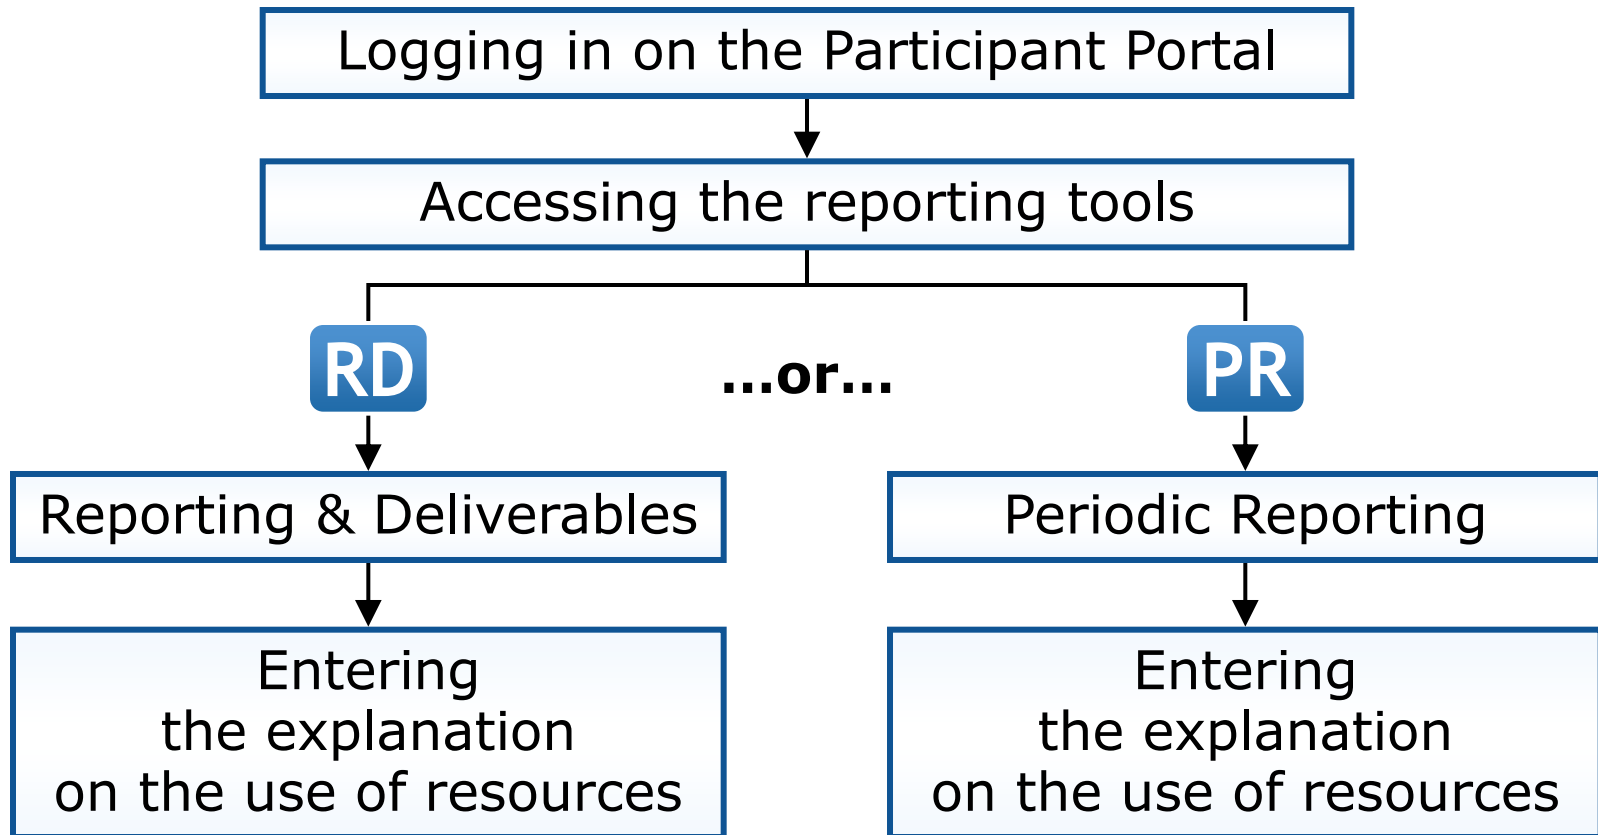 Logging in on the Participant Portal
Accessing the reporting tools
RD
...or...
PR
Reporting & Deliverables
Periodic Reporting
Entering
the explanation
on the use of resources
Entering
the explanation
on the use of resources